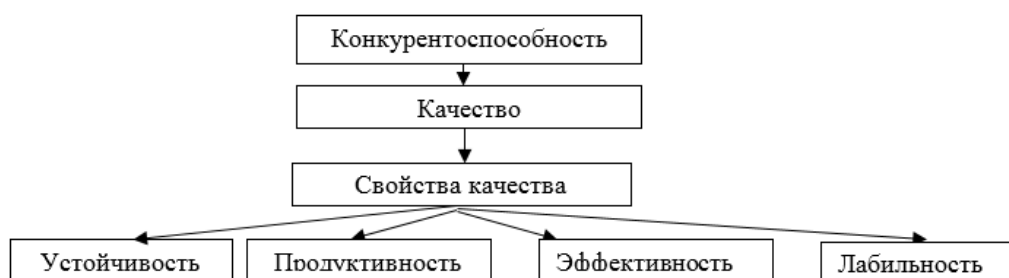 Конкурентоспособность
Качество
Свойства качества
Устойчивость
Продуктивность
Эффективность
Лабильность